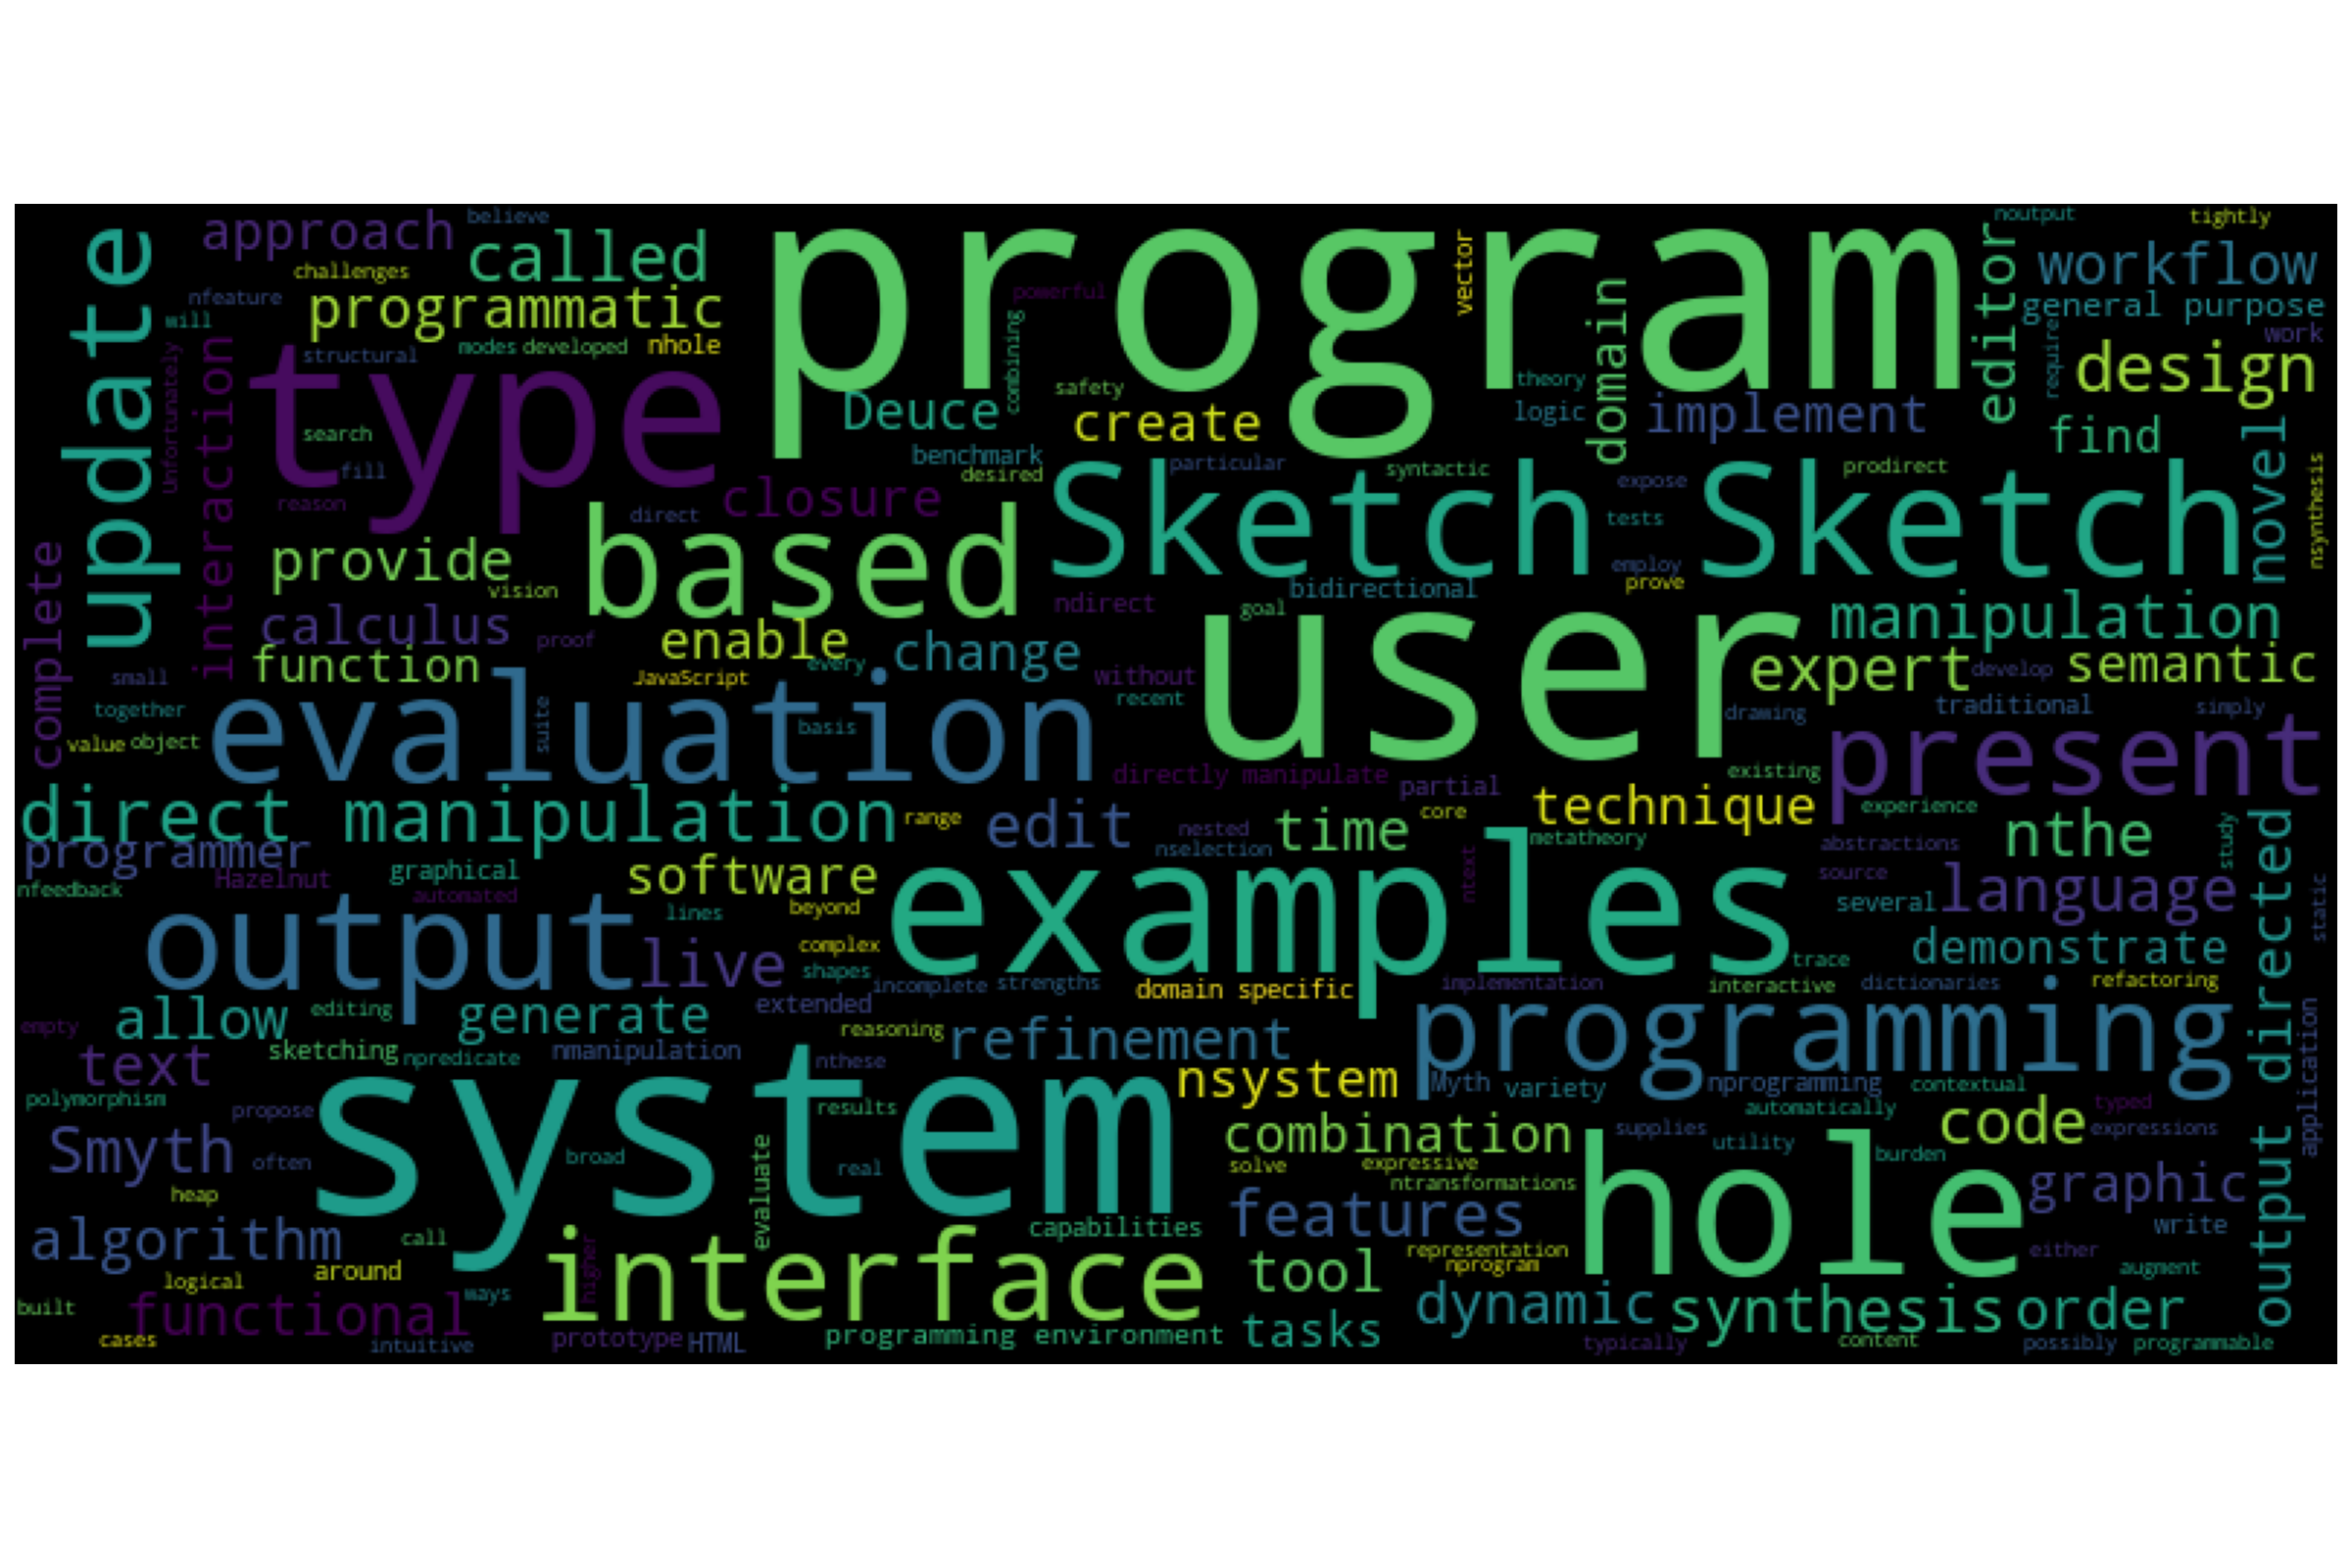 believe
noutput
tightly
approach
called
program
vector
editor
workflow
challenges
nfeature
programmatic
powerful
domain
general purpose
update
will
structural
modes
developed
nhole
combining
require
work
Unfortunately
interaction
type
Deuce
safety
create
theory
logic
implement
design
search
fill
reason
benchmark
desired
particular
syntactic
expose
prodirect
find
novel
nsynthesis
closure
direct
based
Sketch Sketch
tests
employ
prove
complete
provide
vision
ndirect
bidirectional
goal
user
manipulation
calculus
proof
enable
every
change
without
recent
expert
develop
semantic
function
small
JavaScript
together
value
object
evaluation
suite
basis
drawing
traditional
simply
directly manipulate
partial
existing
present
direct manipulation
range
edit
nested
nselection
time
core
technique
metatheory
experience
abstractions
nthe
study
output directed
programmer
Hazelnut
graphical
automated
nfeedback
software
lines
beyond
examples
ntext
source
several
language
static
output
live
complex
shapes
incomplete
strengths
domain specific
implementation
trace
interactive
dictionaries
demonstrate
refactoring
extended
empty
allow
editing
generate
reasoning
refinement
programming
application
text
sketching
npredicate
nmanipulation
nthese
nsystem
Myth
variety
nprogramming
contextual
automatically
typed
expressions
polymorphism
propose
system
results
combination
supplies
utility
burden
code
Smyth
often
heap
broad
real
evaluate
solve
expressive
ntransformations
hole
graphic
write
either
augment
algorithm
call
logical
around
interface
capabilities
features
representation
nprogram
tool
built
cases
functional
ways
intuitive
higher
prototype
HTML
programming environment
tasks
dynamic
synthesis
order
typically
content
possibly
programmable